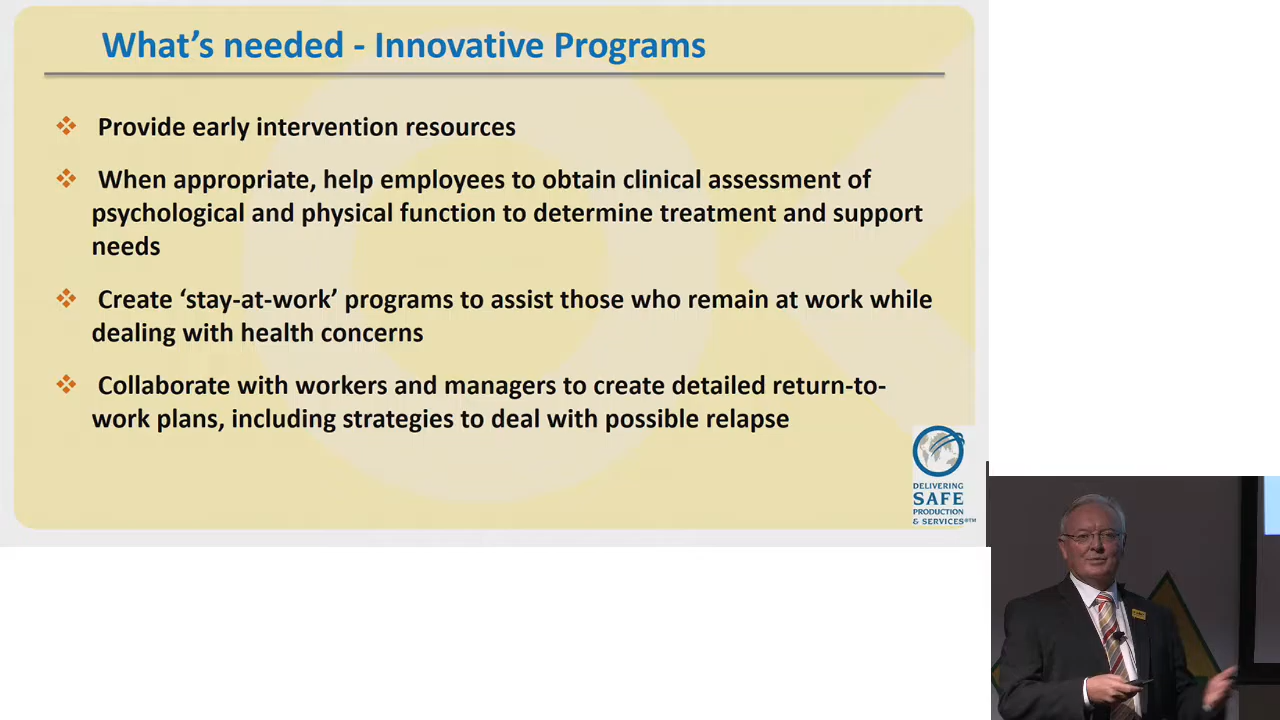 What's needed - Innovative Programs
❖ Provide early intervention resources
❖ When appropriate, help employees to obtain clinical assessment of
psychological and physical function to determine treatment and support
needs
❖ Create ‘stay-at-work’ programs to assist those who remain at work while
dealing with health concerns
❖ Collaborate with workers and managers to create detailed return-to-
work plans, including strategies to deal with possible relapse
DELIVERING
SAFE
PRODUCTION
& SERVICES®™